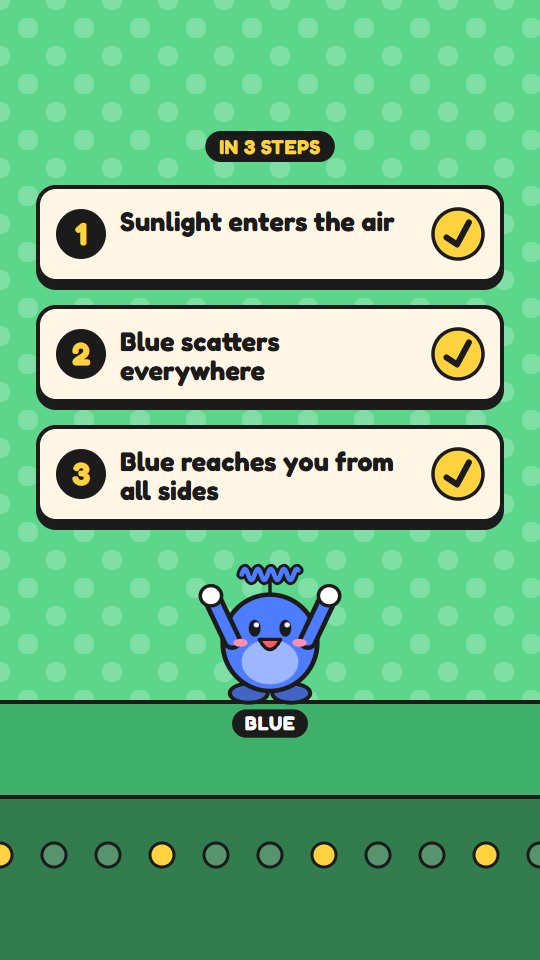 IN 3 STEPS
1
Sunlight enters the air
2
Blue scatters
everywhere
3
Blue reaches you from
all sides
BLUE